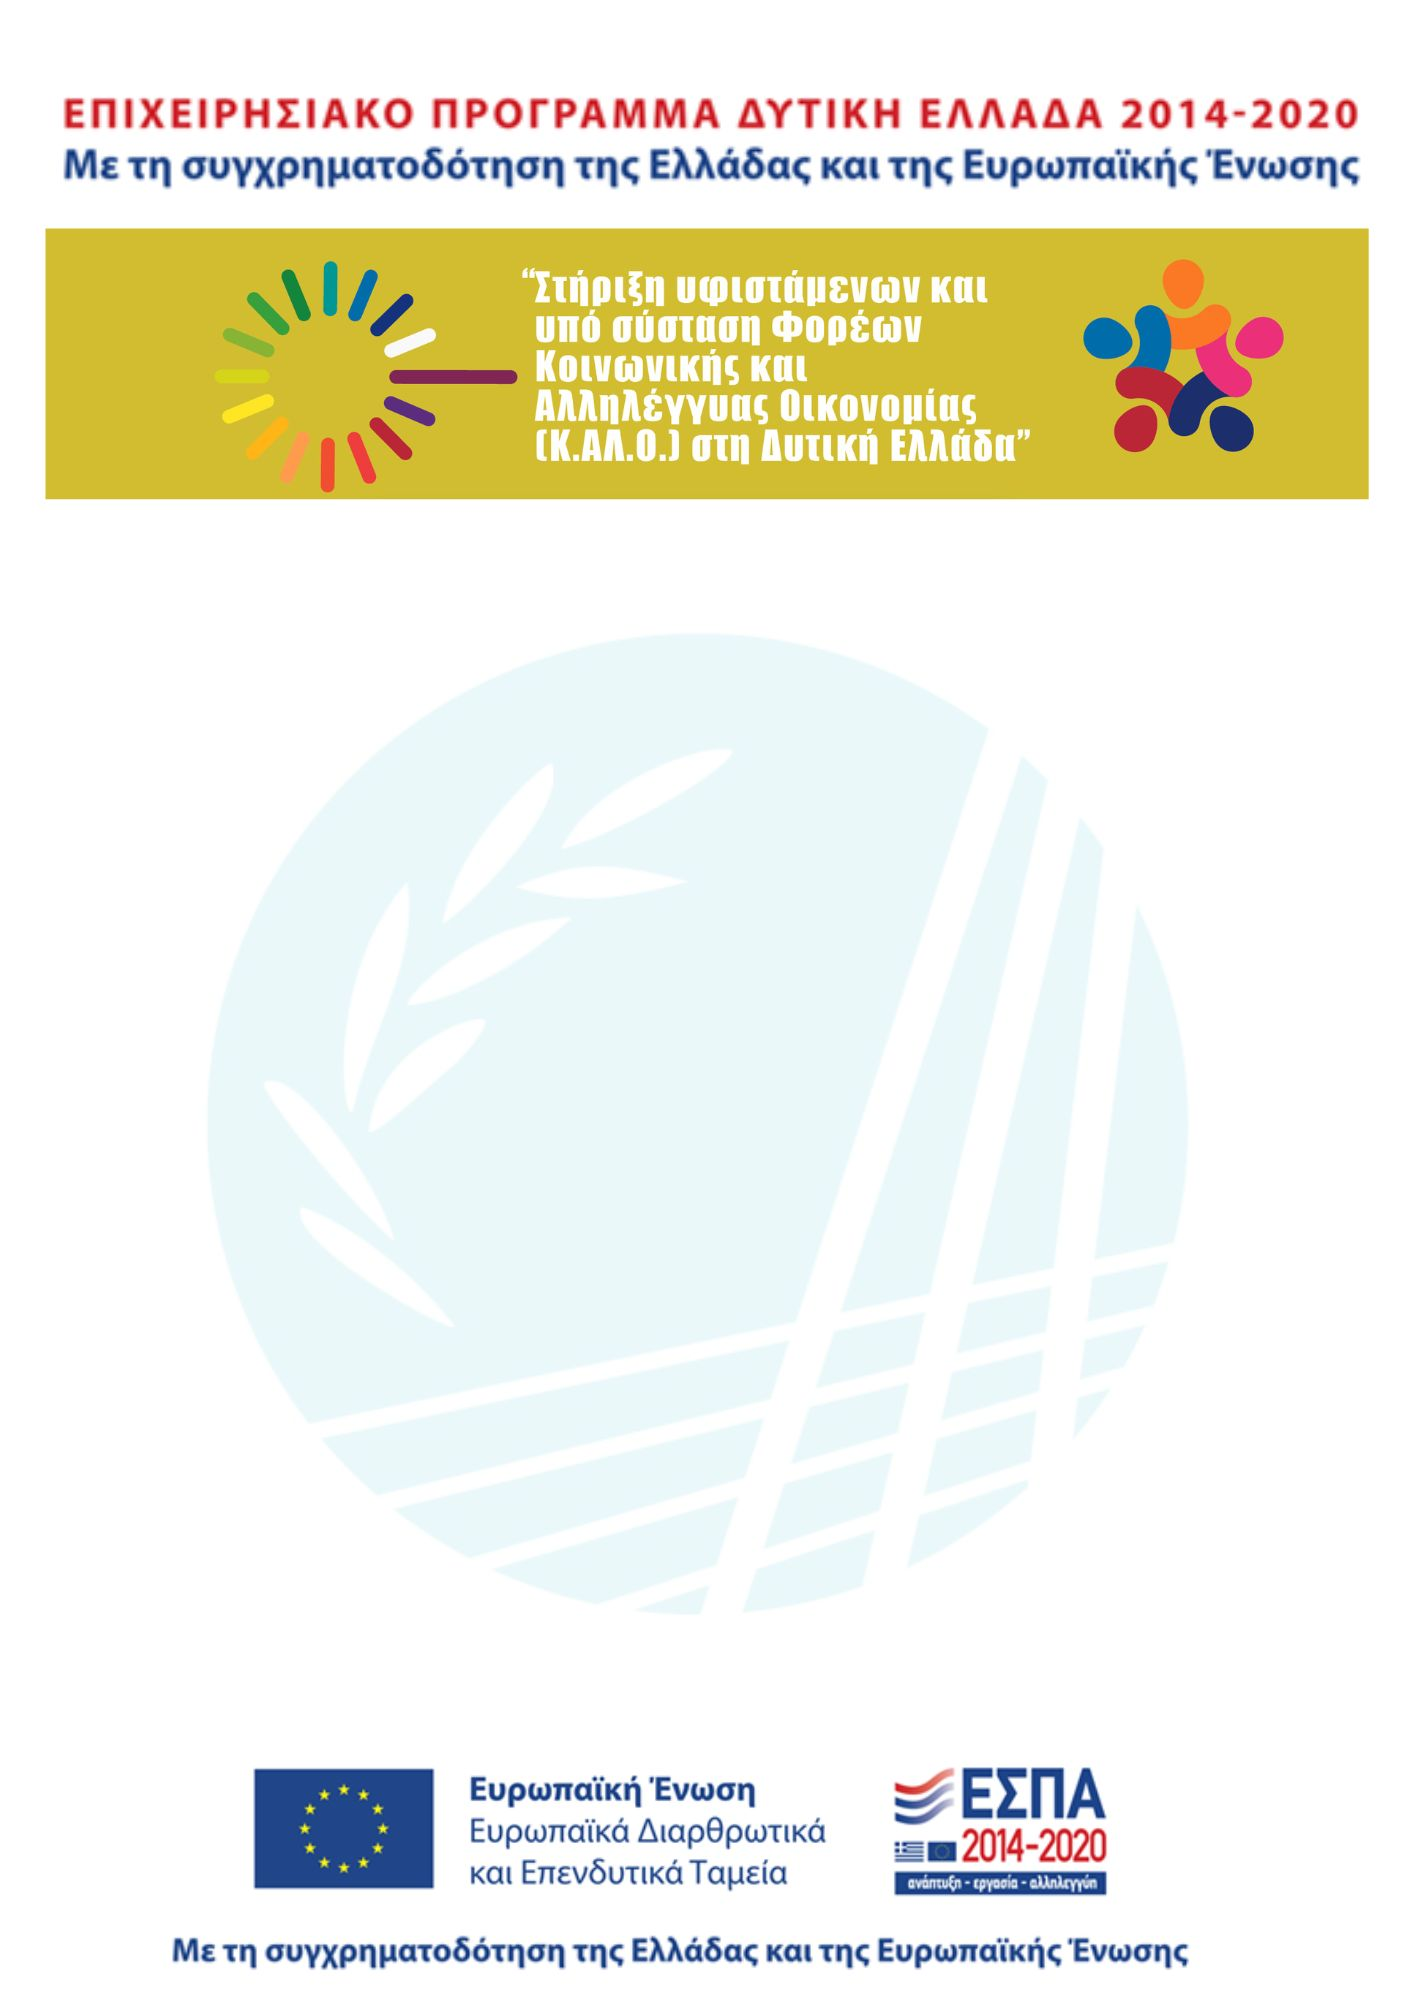 ΕΠΙΧΕΙΡΗΣΙΑΚΟ ΠΡΟΓΡΑΜΜΑ ΔΥΤΙΚΗ ΕΛΛΑΔΑ 2014-2020
Με τη συγχρηματοδότηση της Ελλάδας και της Ευρωπαϊκής Ένωσης
“Στήριξη υφιστάμενων και
υπό σύσταση Φορέων
Κοινωνικής και
Αλληλέγγυας Οικονομίας
(Κ.ΑΛ.Ο.) στη Δυτική Ελλάδα”
Ευρωπαϊκή Ένωση
Ευρωπαϊκά Διαρθρωτικά
και Επενδυτικά Ταμεία
ΕΣΠΑ
2014-2020
ανάπτυξη - εργασία - αλληλεγγύη
Με τη συγχρηματοδότηση της Ελλάδας και της Ευρωπαϊκής Ένωσης